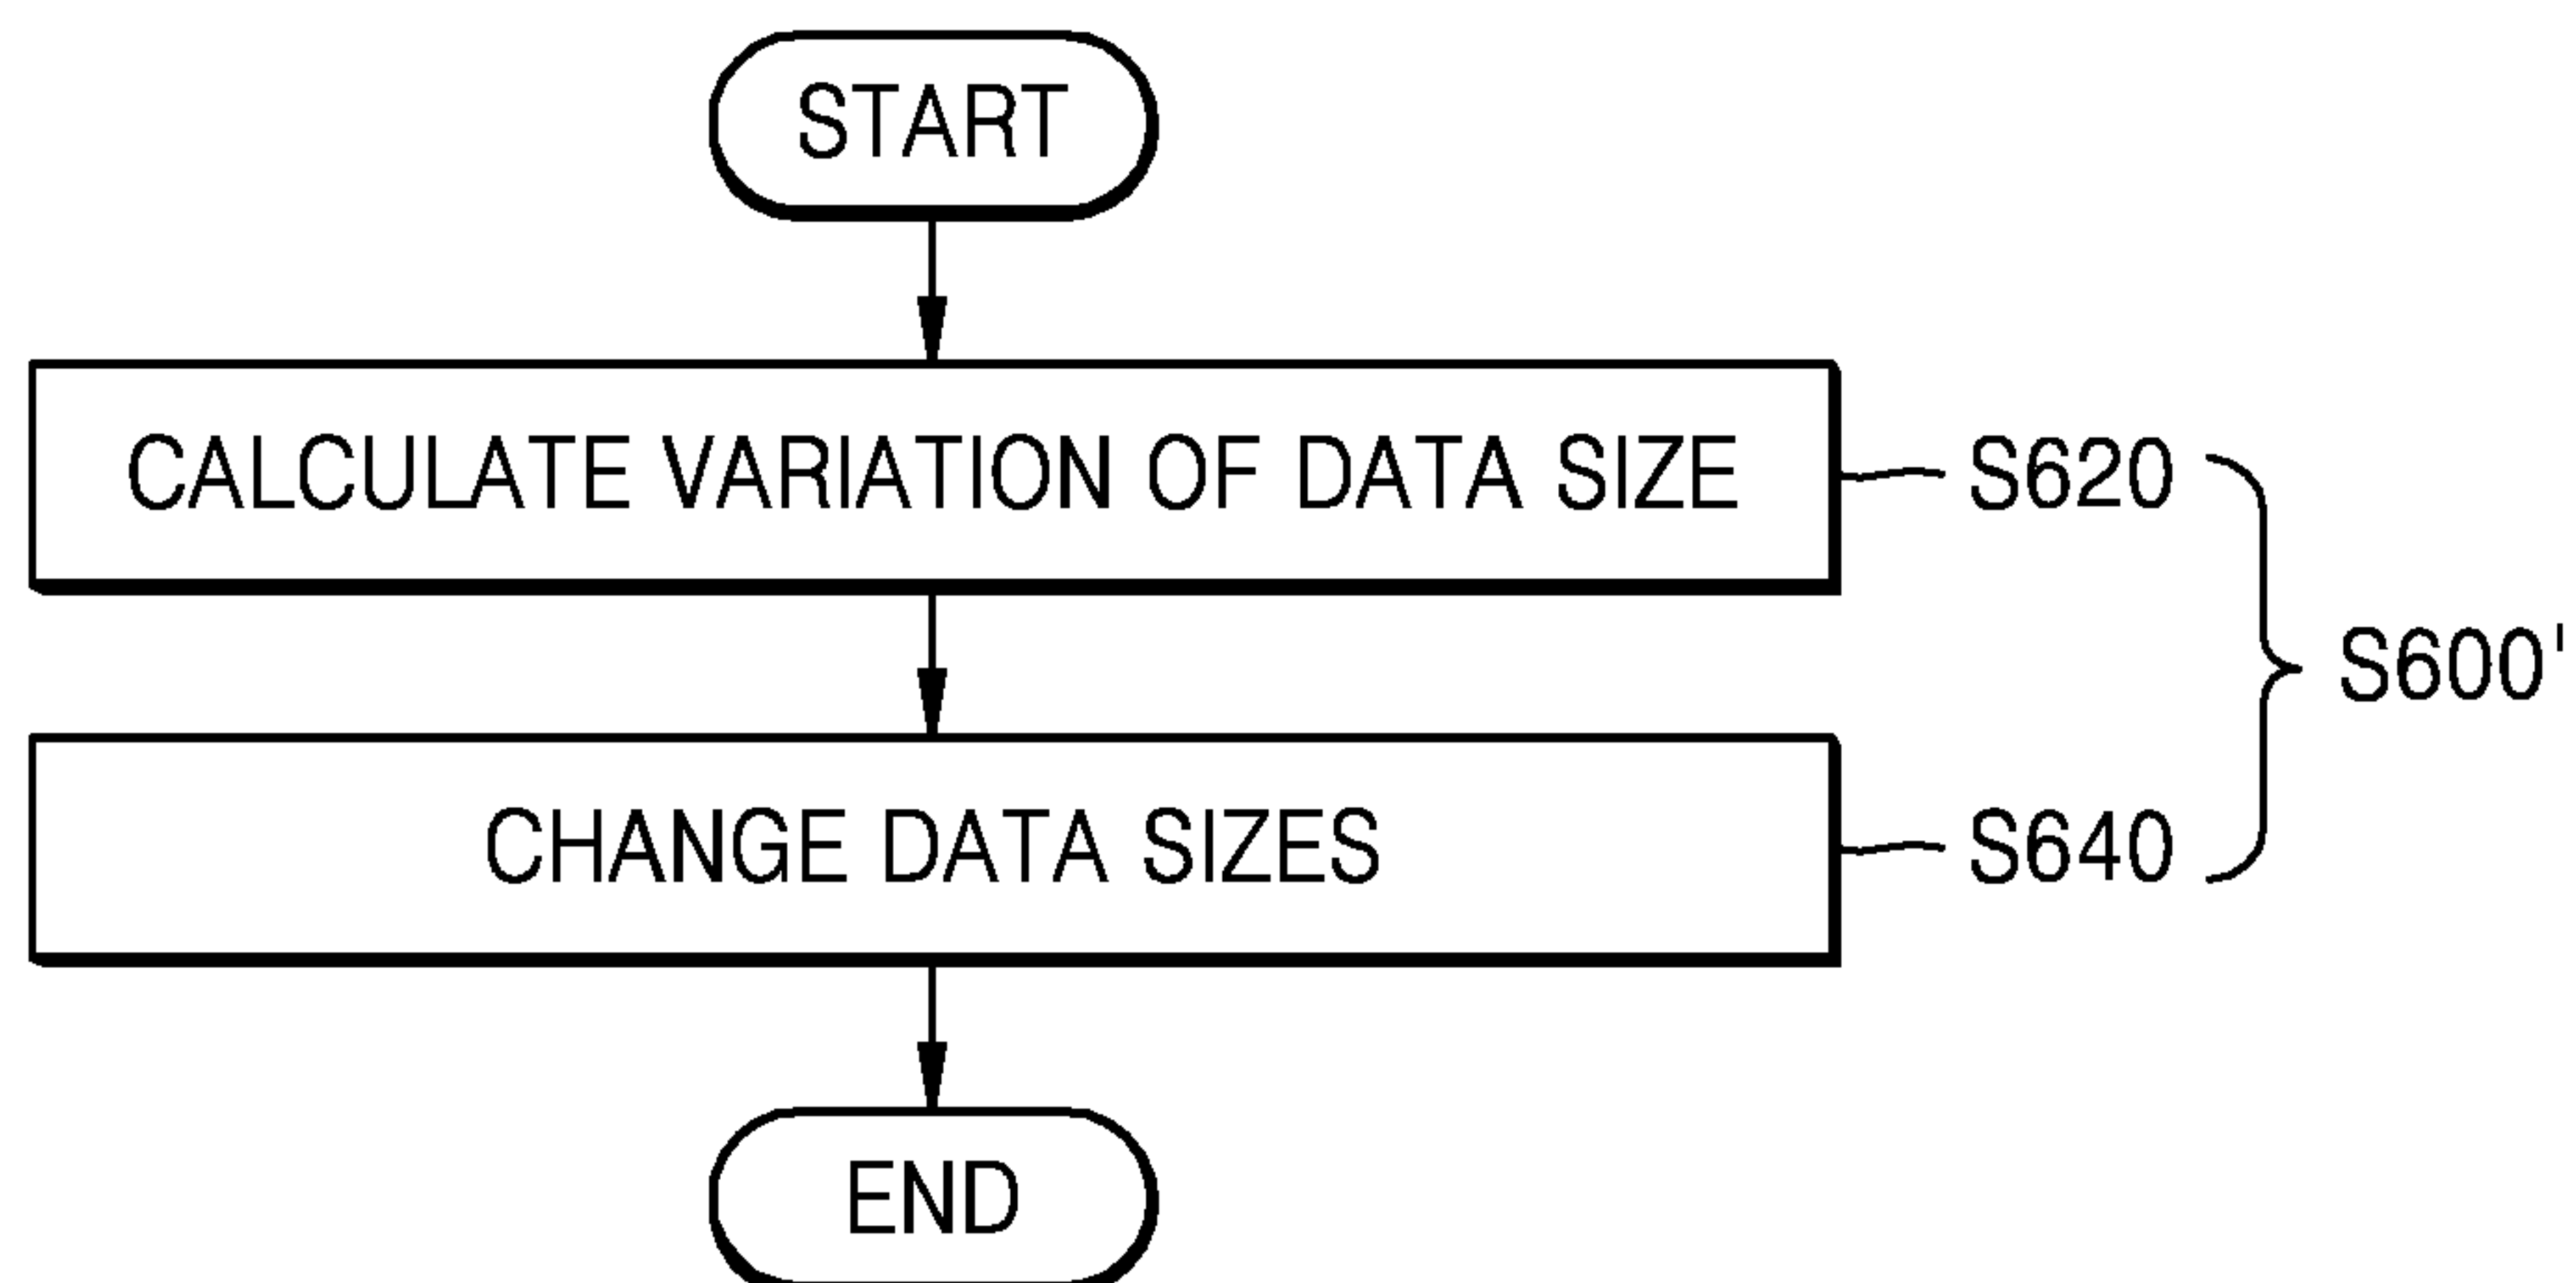 START
CALCULATE VARIATION OF DATA SIZE
S620
S600'
CHANGE DATA SIZES
S640
END